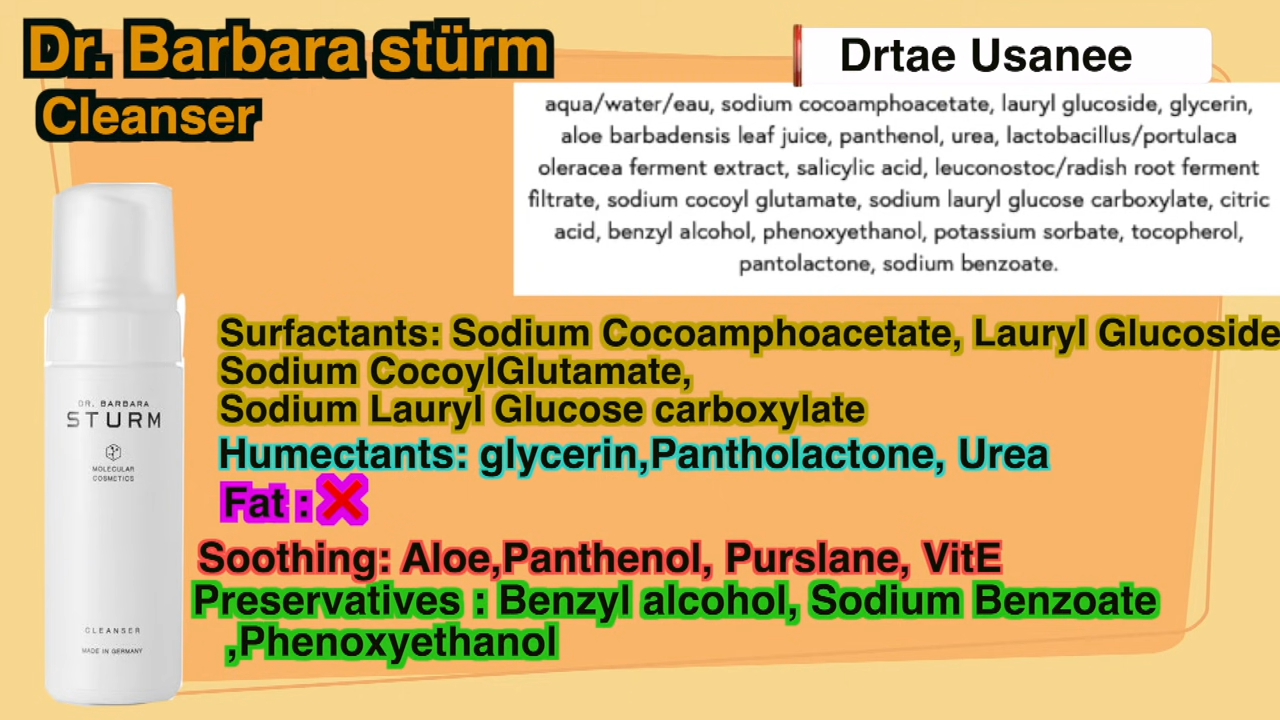 Dr. Barbara stürm
Cleanser
Drtae Usanee
aqua/water/eau, sodium cocoamphoacetate, lauryl glucoside, glycerin,
aloe barbadensis leaf juice, panthenol, urea, lactobacillus/portulaca
oleracea ferment extract, salicylic acid, leuconostoc/radish root ferment
filtrate, sodium cocoyl glutamate, sodium lauryl glucose carboxylate, citric
acid, benzyl alcohol, phenoxyethanol, potassium sorbate, tocopherol,
pantolactone, sodium benzoate.
Surfactants: Sodium Cocoamphoacetate, Lauryl Glucoside
Sodium CocoylGlutamate,
Sodium Lauryl Glucose carboxylate
Humectants: glycerin,Pantholactone, Urea
Fat :❌
Soothing: Aloe,Panthenol, Purslane, VitE
Preservatives : Benzyl alcohol, Sodium Benzoate
,Phenoxyethanol
DR. BARBARA
STURM
MOLECULAR
COSMETICS
CLEANSER
MADE IN GERMANY